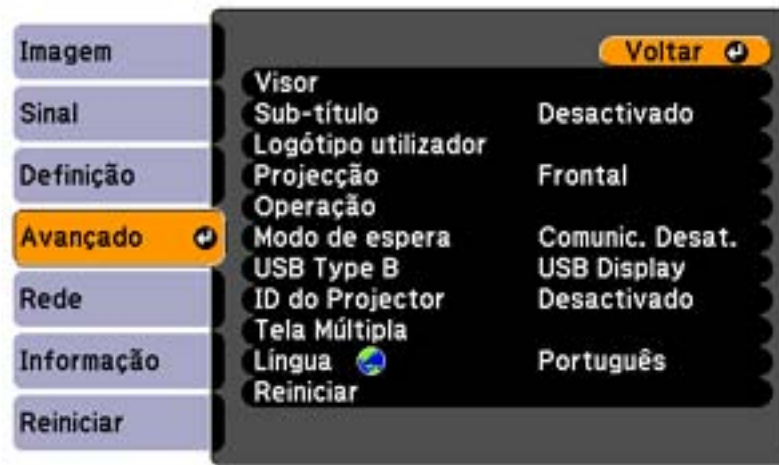 Imagem
Sinal
Definição
Avançado
Rede
Informação
Reiniciar
Voltar
Visor
Sub-título Desactivado
Logótipo utilizador
Projecção Frontal
Operação
Modo de espera Comunic. Desat.
USB Type B USB Display
ID do Projector Desactivado
Tela Múltipla
Língua Português
Reiniciar